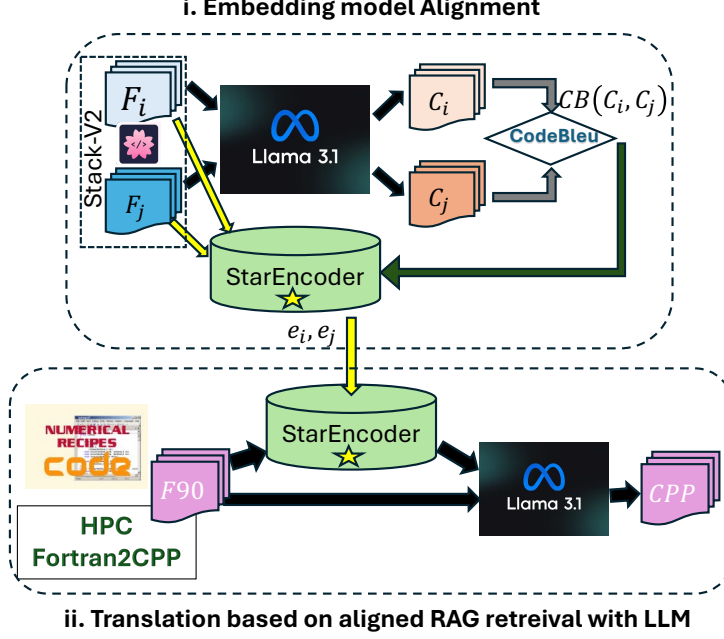 i. Embedding model Alignment
Stack-V2
F_i
</>
F_j
Llama 3.1
C_i
C_j
CB(C_i, C_j)
CodeBleu
StarEncoder
e_i, e_j
StarEncoder
NUMERICAL
RECIPES
code
F90
HPC
Fortran2CPP
Llama 3.1
CPP
ii. Translation based on aligned RAG retreival with LLM